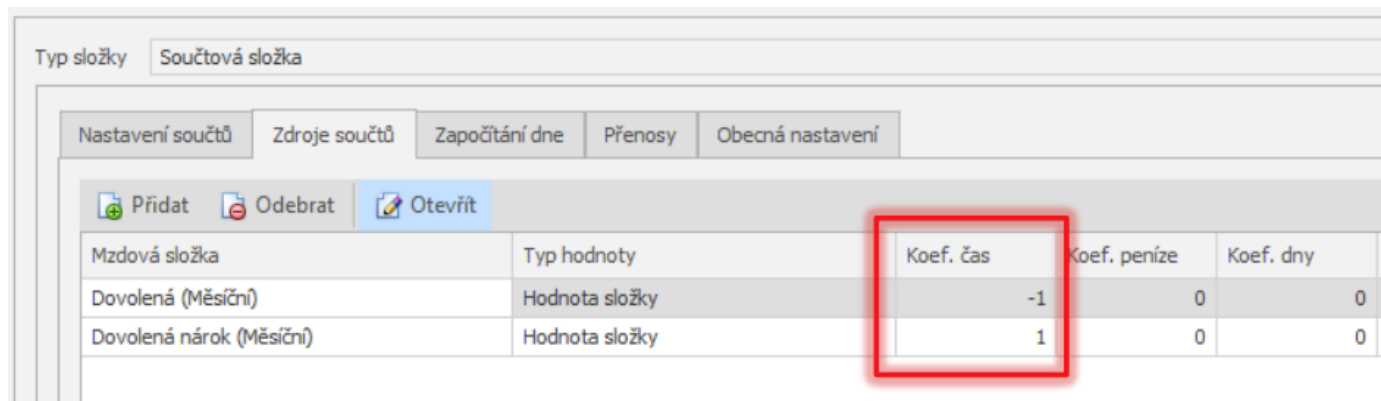 Typ složky Součtová složka
Nastavení součtů Zdroje součtů Započítání dne Přenosy Obecná nastavení
Přidat Odebrat Otevřít
Mzdová složka Typ hodnoty Koef. čas Koef. peníze Koef. dny
Dovolená (Měsíční) Hodnota složky -1 0 0
Dovolená nárok (Měsíční) Hodnota složky 1 0 0